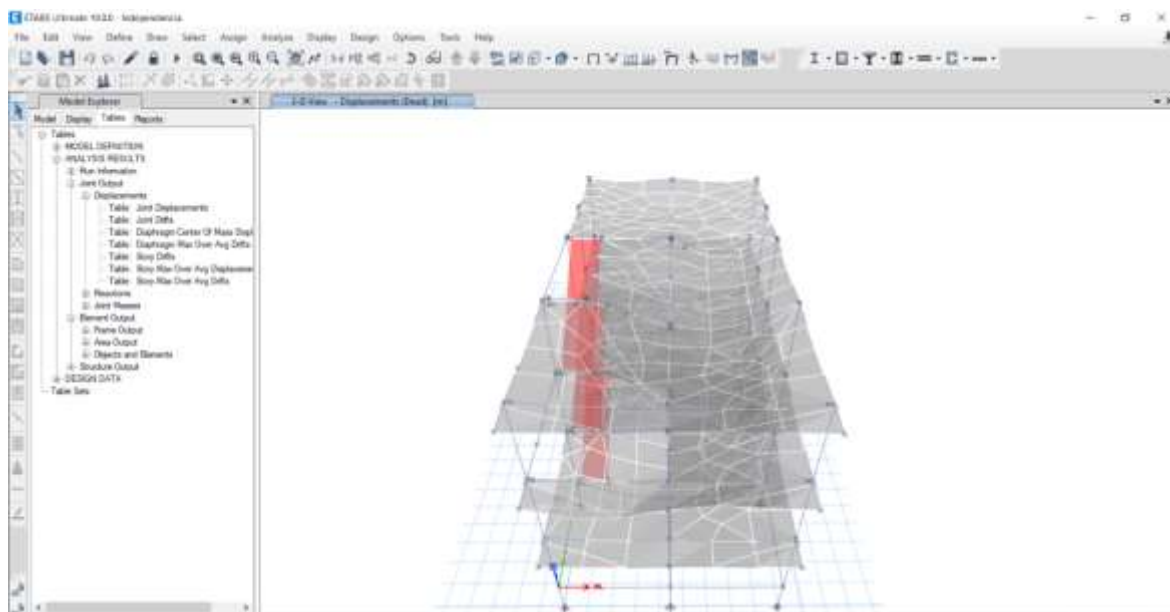 ETABS Ultimate 18.0.0 - Independencia
File Edit View Define Draw Select Assign Analyze Display Design Options Tools Help
Model Explorer
3-D View - Displacements (Dead) [m]
Model Display Tables Reports
Tables
MODEL DEFINITION
ANALYSIS RESULTS
Run Information
Joint Output
Displacements
Table: Joint Displacements
Table: Joint Drifts
Table: Diaphragm Center Of Mass Displ
Table: Diaphragm Max Over Avg Drifts
Table: Story Drifts
Table: Story Max Over Avg Displacemen
Table: Story Max Over Avg Drifts
Reactions
Joint Masses
Element Output
Frame Output
Area Output
Objects and Elements
Structure Output
DESIGN DATA
Table Sets